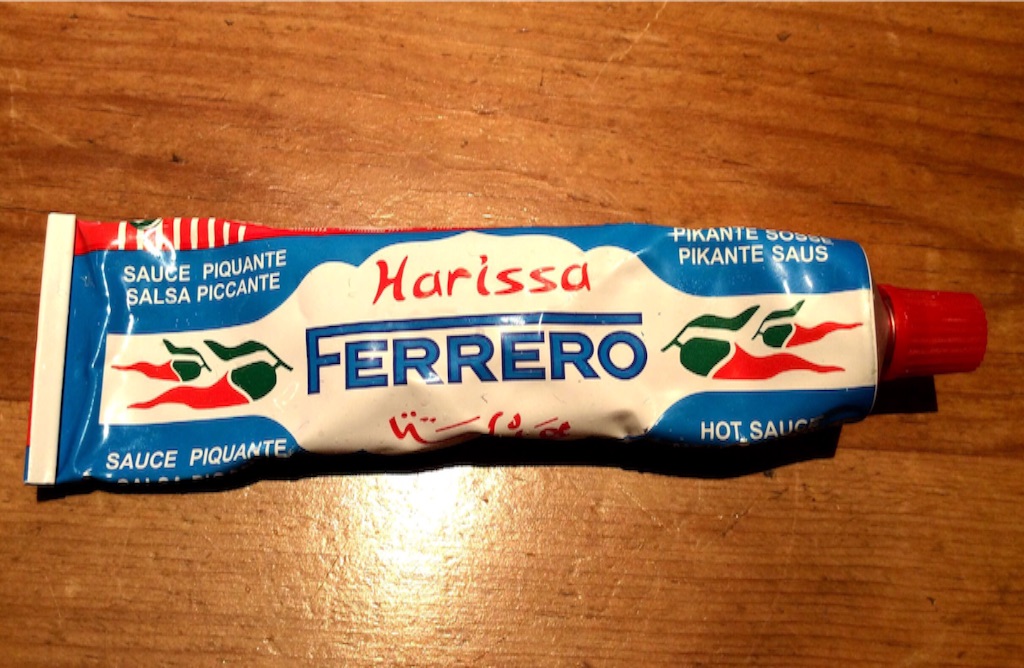 SAUCE PIQUANTE
SALSA PICCANTE
Harissa
FERRERO
PIKANTE SOSSE
PIKANTE SAUS
SAUCE PIQUANTE
HOT SAUCE